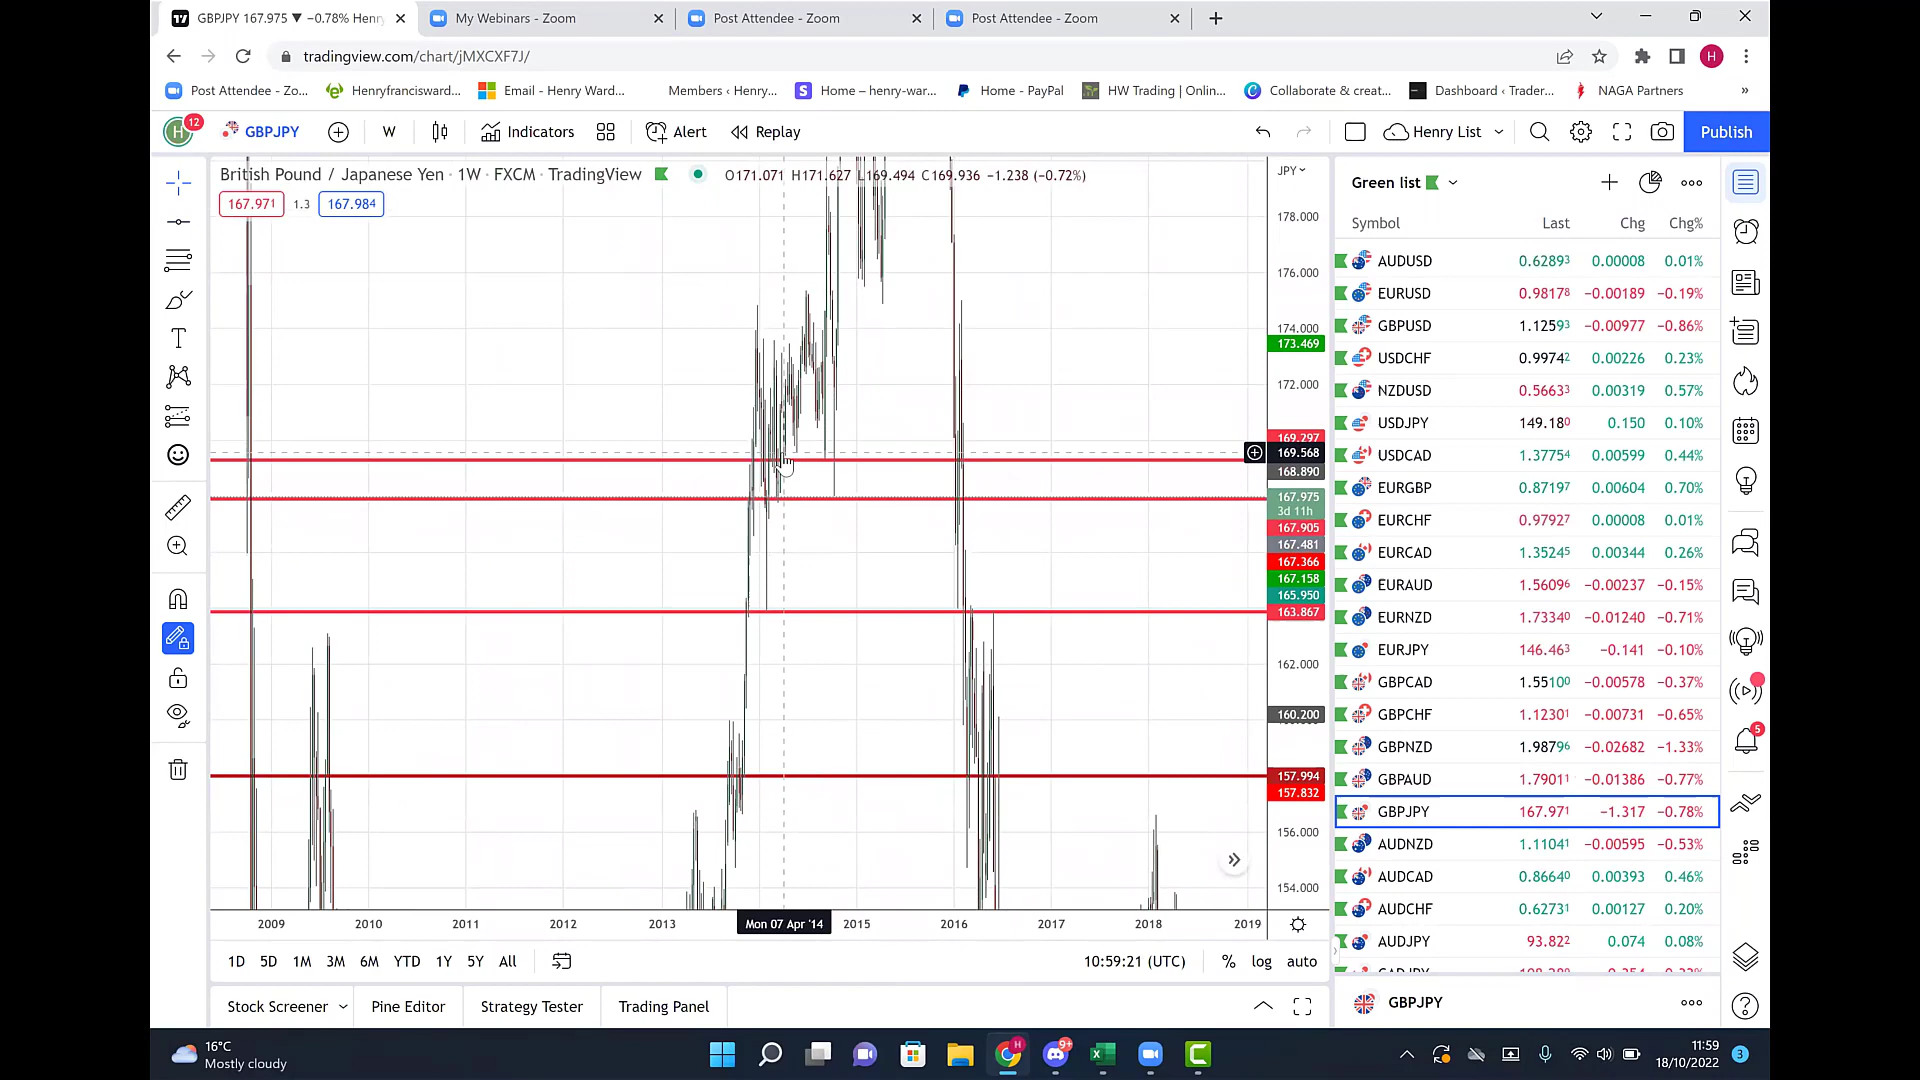 GBPJPY 167.975 ▼ −0.78% Henr
My Webinars - Zoom
Post Attendee - Zoom
Post Attendee - Zoom
tradingview.com/chart/jMXCXF7J/
H
Post Attendee - Zo...
Henryfrancisward...
Email - Henry Ward...
Members ‹ Henry...
Home – henry-war...
Home - PayPal
HW Trading | Onlin...
Collaborate & creat...
Dashboard ‹ Trader...
NAGA Partners
»
H
12
GBPJPY
W
Indicators
Alert
Replay
Henry List
Publish
British Pound / Japanese Yen · 1W · FXCM · TradingView
O171.071 H171.627 L169.494 C169.936 −1.238 (−0.72%)
167.971
1.3
167.984
JPY
178.000
176.000
174.000
173.469
172.000
169.297
169.568
168.890
167.975
3d 11h
167.905
167.481
167.366
167.158
165.950
163.867
162.000
160.200
157.994
157.832
156.000
154.000
2009
2010
2011
2012
2013
Mon 07 Apr '14
2015
2016
2017
2018
2019
1D
5D
1M
3M
6M
YTD
1Y
5Y
All
10:59:21 (UTC)
%
log
auto
Stock Screener
Pine Editor
Strategy Tester
Trading Panel
Green list
Symbol Last Chg Chg%
AUDUSD 0.62893 0.00008 0.01%
EURUSD 0.98178 −0.00189 −0.19%
GBPUSD 1.12593 −0.00977 −0.86%
USDCHF 0.99742 0.00226 0.23%
NZDUSD 0.56633 0.00319 0.57%
USDJPY 149.180 0.150 0.10%
USDCAD 1.37754 0.00599 0.44%
EURGBP 0.87197 0.00604 0.70%
EURCHF 0.97927 0.00008 0.01%
EURCAD 1.35245 0.00344 0.26%
EURAUD 1.56096 −0.00237 −0.15%
EURNZD 1.73340 −0.01240 −0.71%
EURJPY 146.463 −0.141 −0.10%
GBPCAD 1.55100 −0.00578 −0.37%
GBPCHF 1.12301 −0.00731 −0.65%
GBPNZD 1.98796 −0.02682 −1.33%
GBPAUD 1.79011 −0.01386 −0.77%
GBPJPY 167.971 −1.317 −0.78%
AUDNZD 1.11041 −0.00595 −0.53%
AUDCAD 0.86640 0.00393 0.46%
AUDCHF 0.62731 0.00127 0.20%
AUDJPY 93.822 0.074 0.08%
GBPJPY
5
16°C
Mostly cloudy
H
9+
11:59
18/10/2022
3